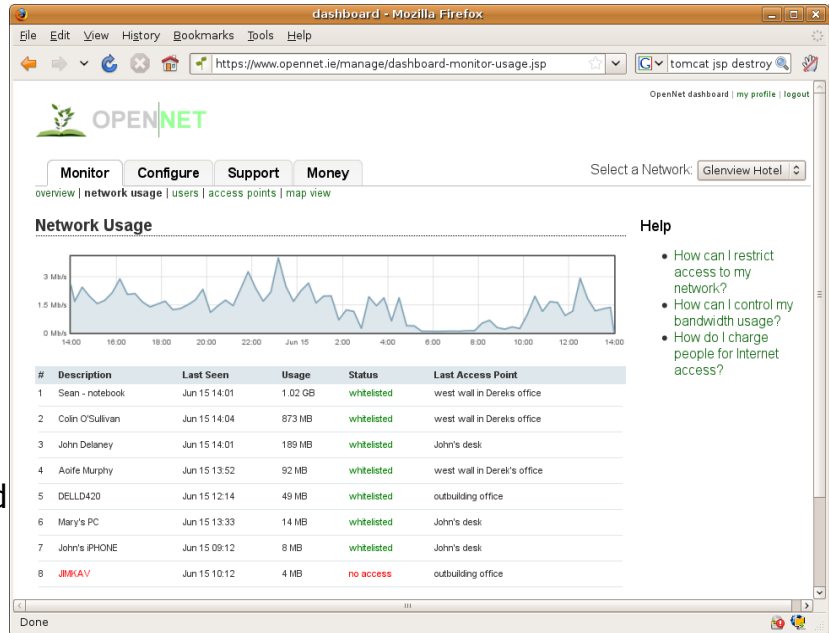 dashboard - Mozilla Firefox
File Edit View History Bookmarks Tools Help
https://www.opennet.ie/manage/dashboard-monitor-usage.jsp G tomcat jsp destroy
OpenNet dashboard | my profile | logout
OPENNET
Monitor Configure Support Money
Select a Network: Glenview Hotel
overview | network usage | users | access points | map view
Network Usage
3 Mb/s
1.5 Mb/s
0 Mb/s
14:00 16:00 18:00 20:00 22:00 Jun 15 2:00 4:00 6:00 8:00 10:00 12:00 14:00
# Description Last Seen Usage Status Last Access Point
1 Sean - notebook Jun 15 14:01 1.02 GB whitelisted west wall in Dereks office
2 Colin O'Sullivan Jun 15 14:04 873 MB whitelisted west wall in Dereks office
3 John Delaney Jun 15 14:01 189 MB whitelisted John's desk
4 Aoife Murphy Jun 15 13:52 92 MB whitelisted west wall in Derek's office
5 DELLD420 Jun 15 12:14 49 MB whitelisted outbuilding office
6 Mary's PC Jun 15 13:33 14 MB whitelisted John's desk
7 John's iPHONE Jun 15 09:12 8 MB whitelisted John's desk
8 JIMKAV Jun 15 10:12 4 MB no access outbuilding office
Help
How can I restrict
access to my
network?
How can I control my
bandwidth usage?
How do I charge
people for Internet
access?
d
Done